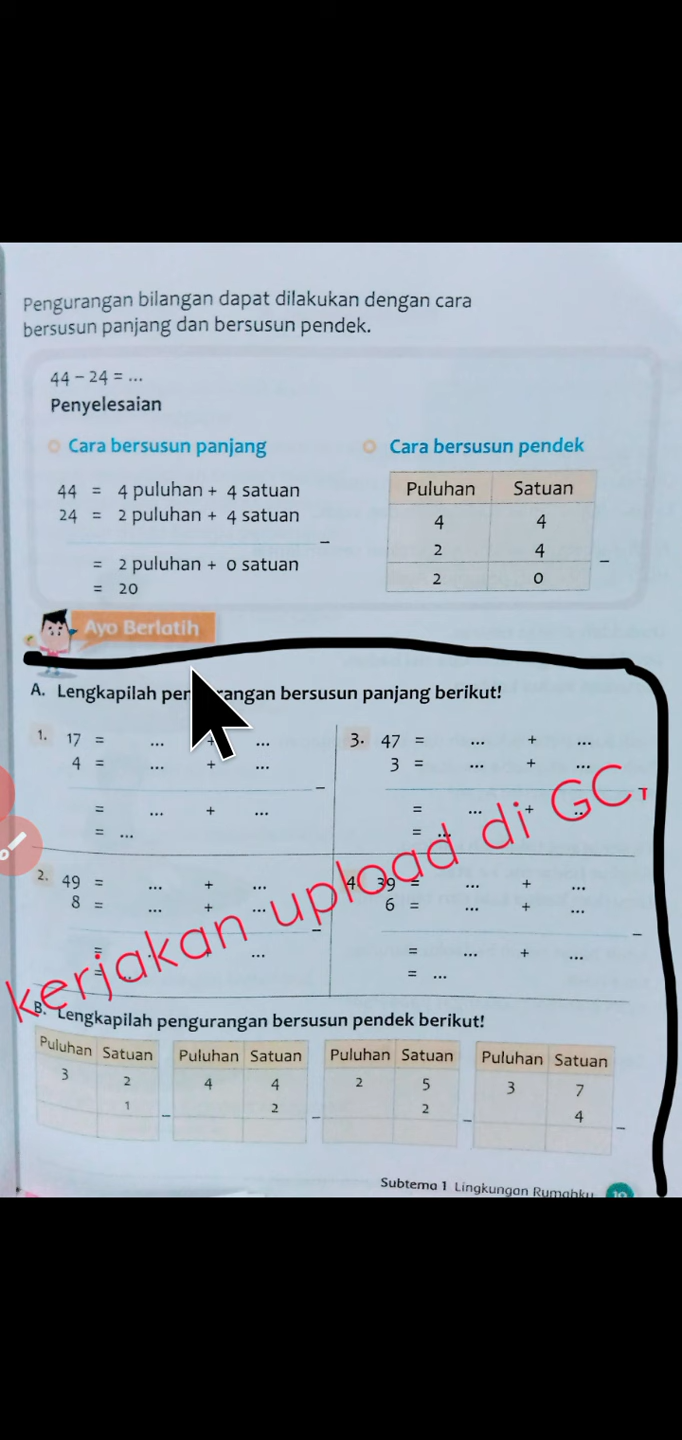 Pengurangan bilangan dapat dilakukan dengan cara
bersusun panjang dan bersusun pendek.
44 – 24 = ...
Penyelesaian
Cara bersusun panjang
44 = 4 puluhan + 4 satuan
24 = 2 puluhan + 4 satuan
–
= 2 puluhan + 0 satuan
= 20
Cara bersusun pendek
Puluhan Satuan
4 4
2 4
–
2 0
Ayo Berlatih
A. Lengkapilah bersusun panjang berikut!
1. 17 = ... + ...
4 = ... + ...
–
= ... + ...
= ...
3. 47 = ... + ...
3 = ... + ...
= ... + ...
= ...
2. 49 = ... + ...
8 = ... + ...
–
= ...
=
4 39 = ... + ...
6 = ... + ...
–
= ... + ...
= ...
kerjakan upload di GC, T
B. Lengkapilah pengurangan bersusun pendek berikut!
Puluhan Satuan
3 2
1
–
Puluhan Satuan
4 4
2
–
Puluhan Satuan
2 5
2
–
Puluhan Satuan
3 7
4
–
Subtema 1 Lingkungan Rumahku